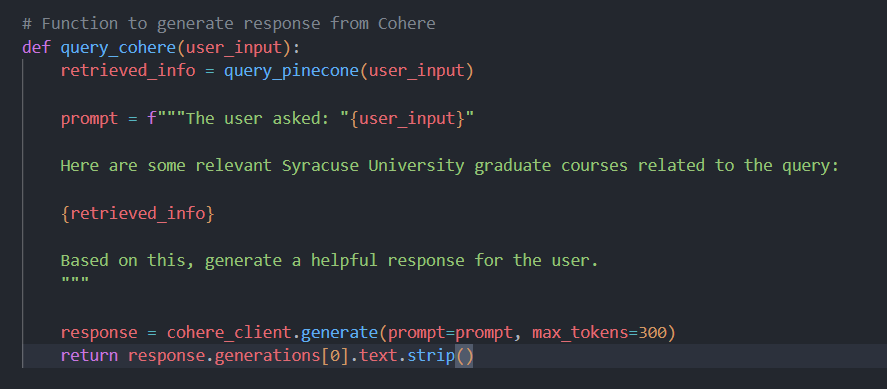 # Function to generate response from Cohere
def query_cohere(user_input):
    retrieved_info = query_pinecone(user_input)
    prompt = f"""The user asked: "{user_input}"
    Here are some relevant Syracuse University graduate courses related to the query:
    {retrieved_info}
    Based on this, generate a helpful response for the user.
    """
    response = cohere_client.generate(prompt=prompt, max_tokens=300)
    return response.generations[0].text.strip()